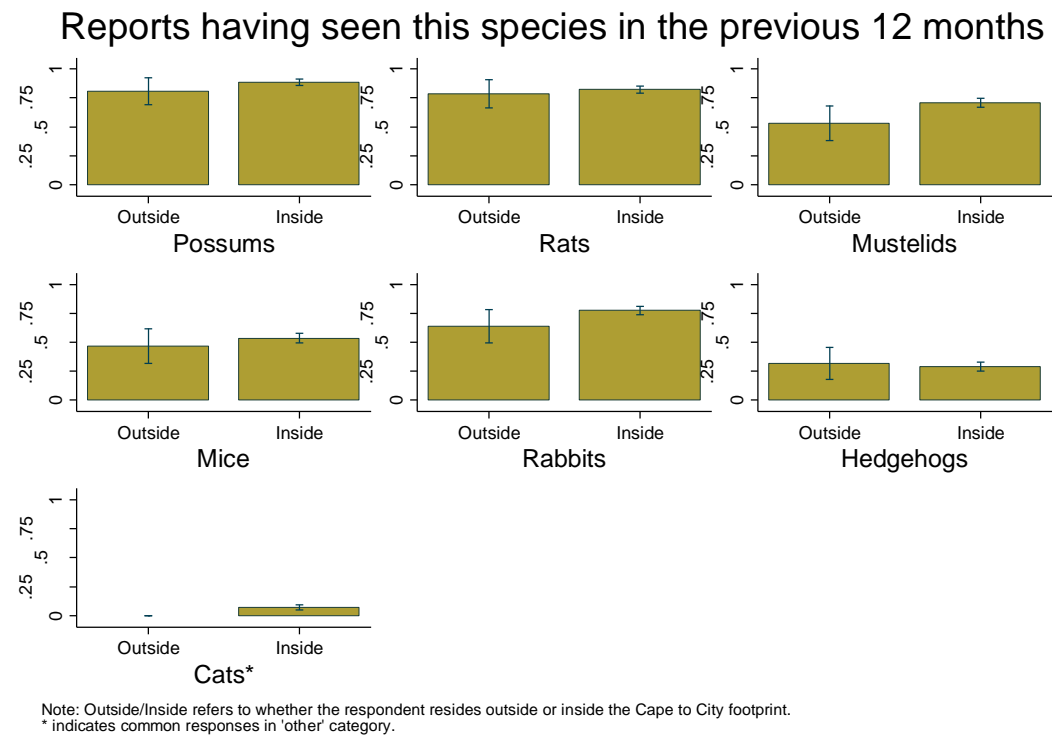 Reports having seen this species in the previous 12 months
0 .25 .5 .75 1
Outside Inside
Possums
0 .25 .5 .75 1
Outside Inside
Rats
0 .25 .5 .75 1
Outside Inside
Mustelids
0 .25 .5 .75 1
Outside Inside
Mice
0 .25 .5 .75 1
Outside Inside
Rabbits
0 .25 .5 .75 1
Outside Inside
Hedgehogs
0 .25 .5 .75 1
Outside Inside
Cats*
Note: Outside/Inside refers to whether the respondent resides outside or inside the Cape to City footprint.
* indicates common responses in 'other' category.